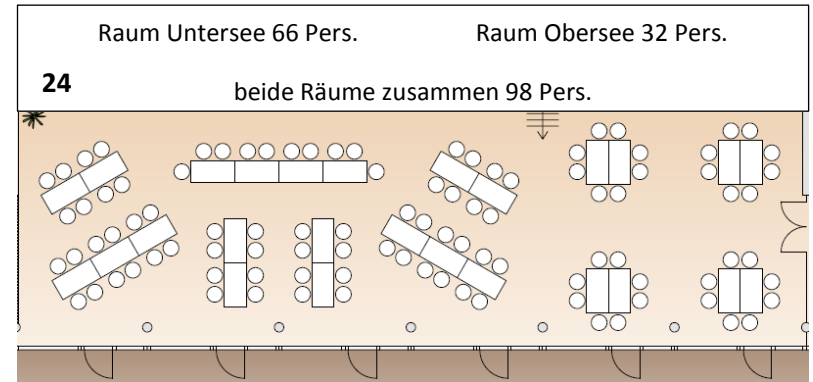 Raum Untersee 66 Pers. Raum Obersee 32 Pers.
24 beide Räume zusammen 98 Pers.